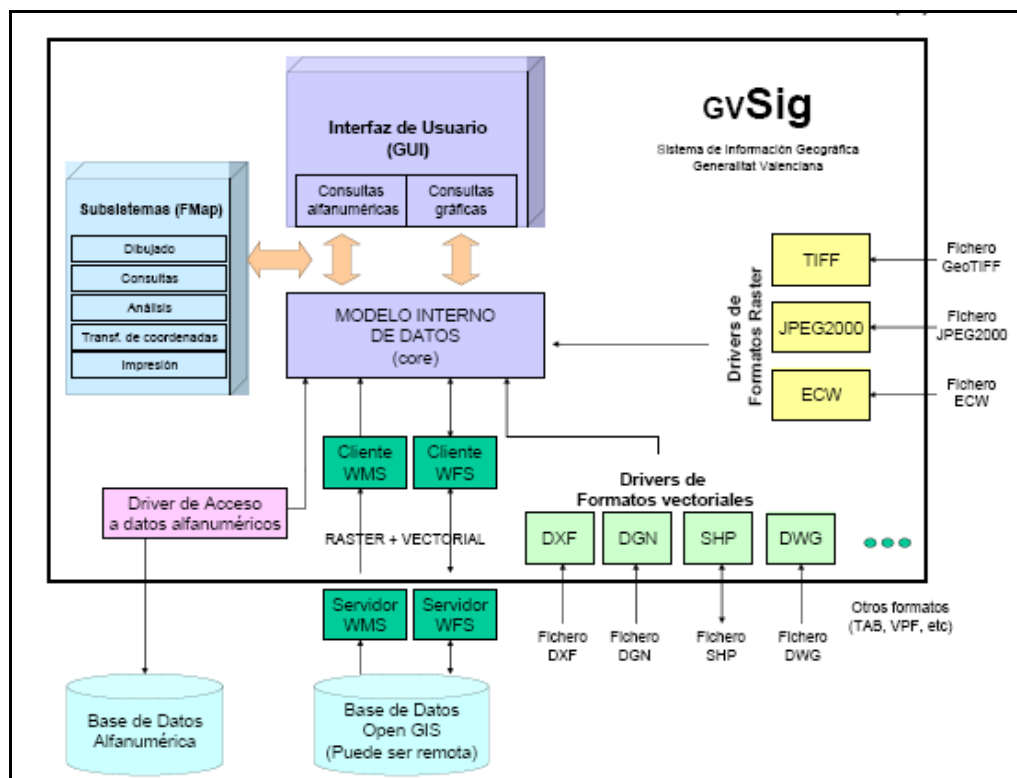 GVSig
Sistema de Información Geográfica
Generalitat Valenciana
Interfaz de Usuario
(GUI)
Consultas
alfanuméricas
Consultas
gráficas
Subsistemas (FMap)
Dibujado
Consultas
Análisis
Transf. de coordenadas
Impresión
MODELO INTERNO
DE DATOS
(core)
Drivers de
Formatos Raster
TIFF
Fichero
GeoTIFF
JPEG2000
Fichero
JPEG2000
ECW
Fichero
ECW
Cliente
WMS
Cliente
WFS
Driver de Acceso
a datos alfanuméricos
RASTER + VECTORIAL
Drivers de
Formatos vectoriales
DXF
DGN
SHP
DWG
Servidor
WMS
Servidor
WFS
Fichero
DXF
Fichero
DGN
Fichero
SHP
Fichero
DWG
Otros formatos
(TAB, VPF, etc)
Base de Datos
Alfanumérica
Base de Datos
Open GIS
(Puede ser remota)